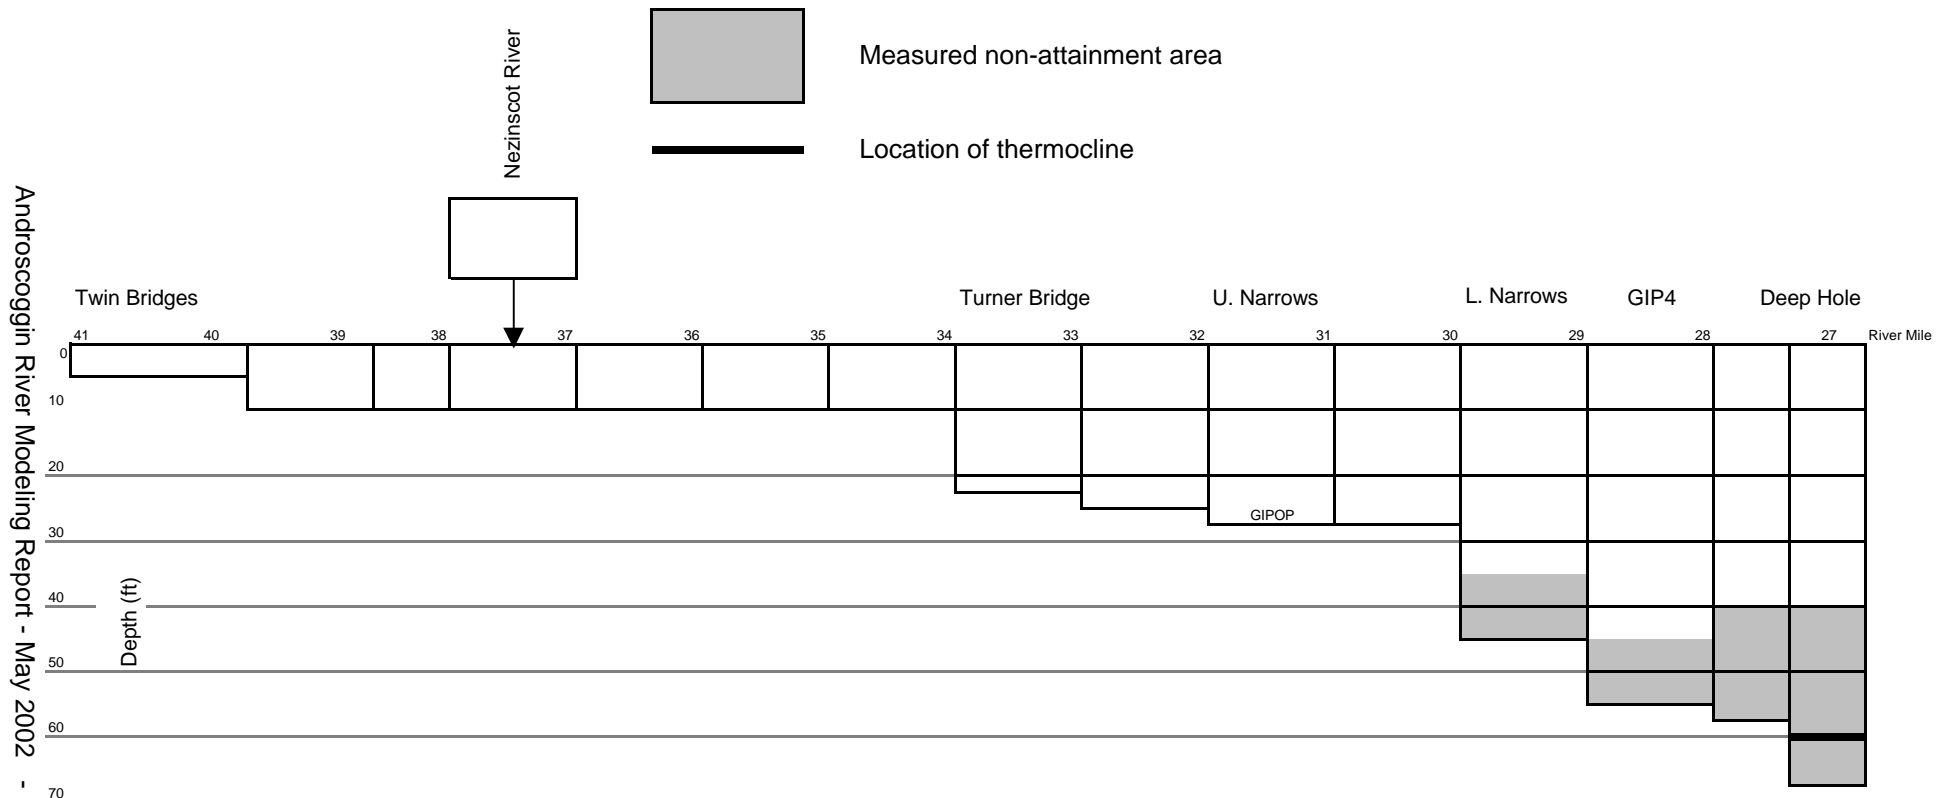 Measured non-attainment area
Location of thermocline
Nezinscot River
Androscoggin River Modeling Report - May 2002 -
Twin Bridges
Turner Bridge
U. Narrows
L. Narrows
GIP4
Deep Hole
41 40 39 38 37 36 35 34 33 32 31 30 29 28 27 River Mile
0
10
20
30
40
50
60
70
GIPOP
Depth (ft)